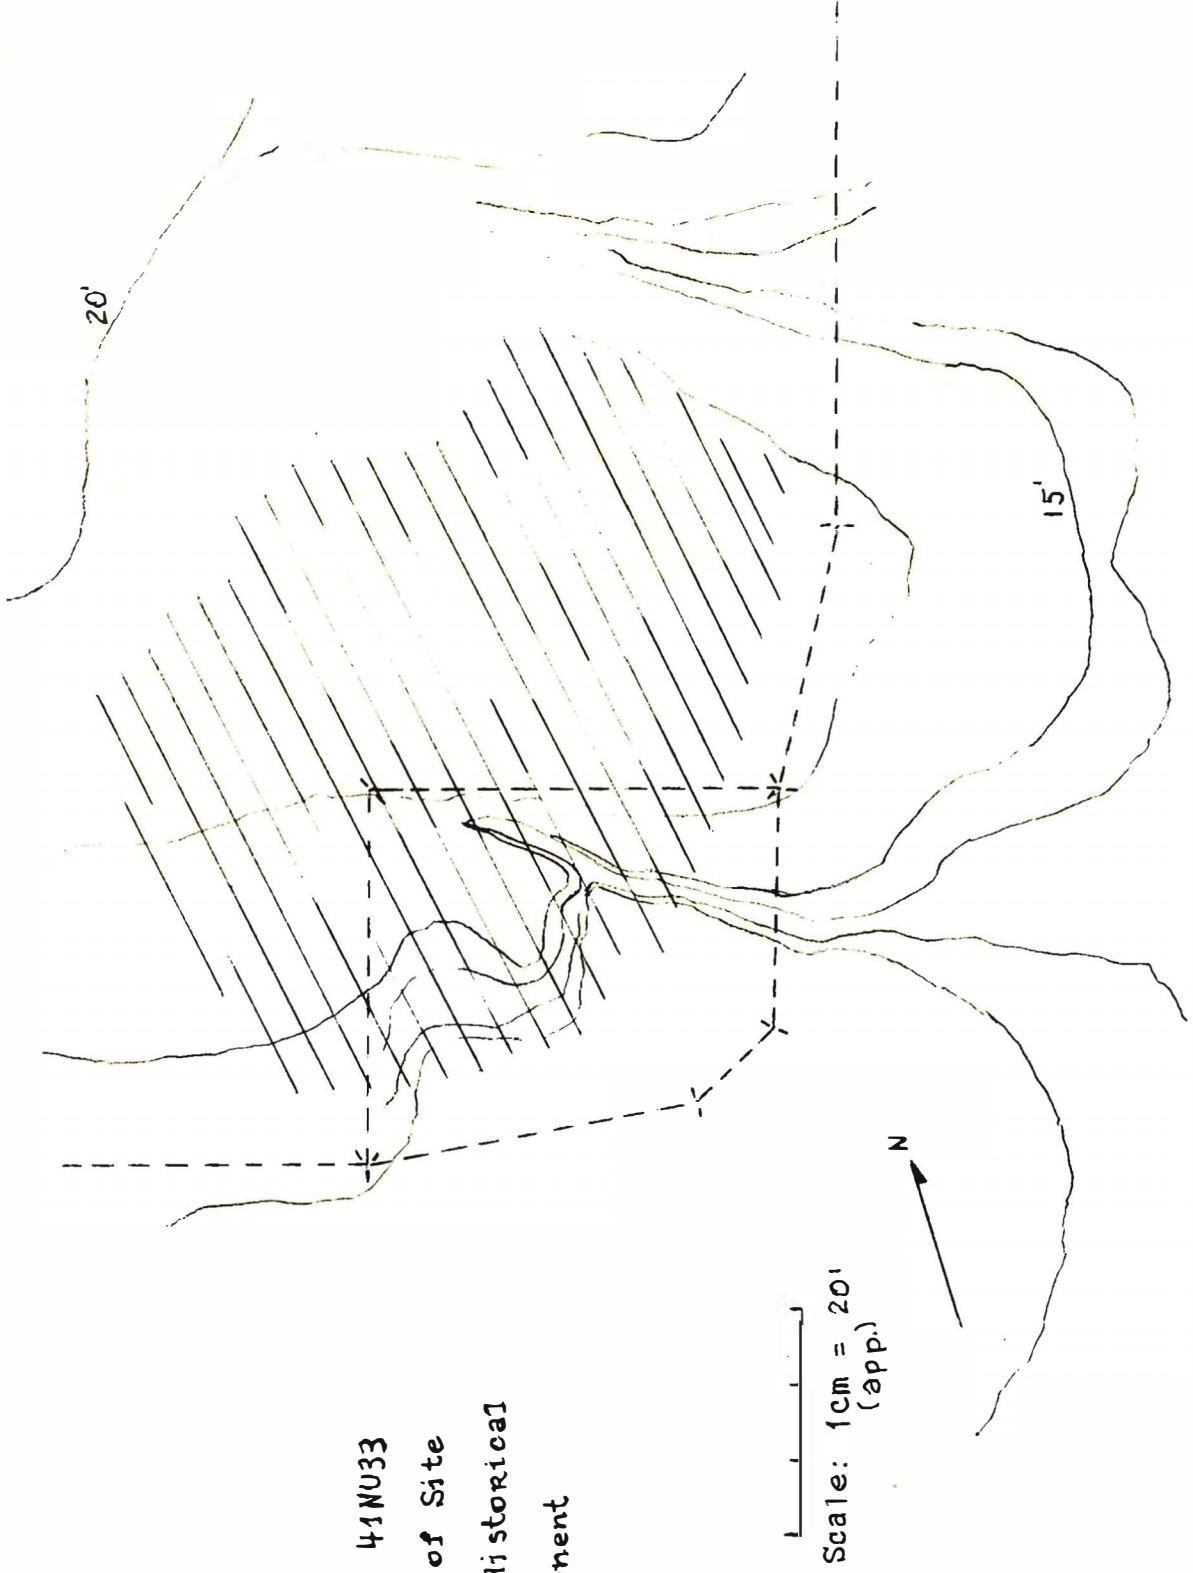 20'
15'
N
41NU33
of Site
istorical
nent
Scale: 1cm = 20'
(app.)